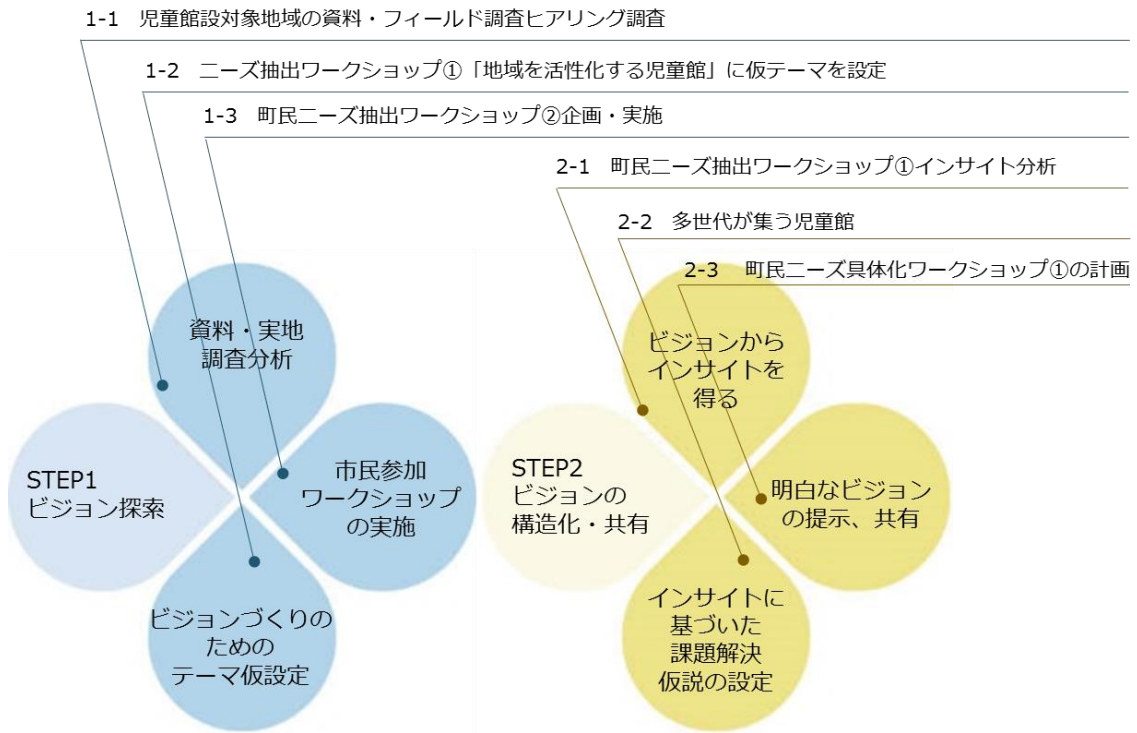 1-1 児童館設対象地域の資料・フィールド調査ヒアリング調査
1-2 ニーズ抽出ワークショップ①「地域を活性化する児童館」に仮テーマを設定
1-3 町民ニーズ抽出ワークショップ②企画・実施
2-1 町民ニーズ抽出ワークショップ①インサイト分析
2-2 多世代が集う児童館
2-3 町民ニーズ具体化ワークショップ①の計画
資料・実地
調査分析
STEP1
ビジョン探索
市民参加
ワークショップ
の実施
ビジョンづくりの
ための
テーマ仮設定
ビジョンから
インサイトを
得る
STEP2
ビジョンの
構造化・共有
明白なビジョン
の提示、共有
インサイトに
基づいた
課題解決
仮説の設定